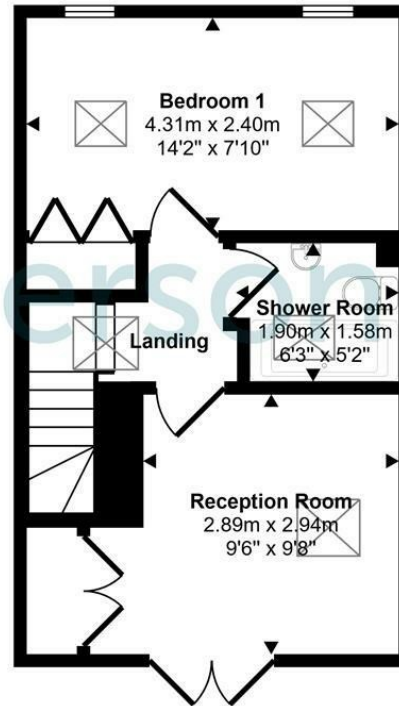 Bedroom 1
4.31m x 2.40m
14'2" x 7'10"
erson
Shower Room
1.90m x 1.58m
6'3" x 5'2"
Landing
Reception Room
2.89m x 2.94m
9'6" x 9'8"